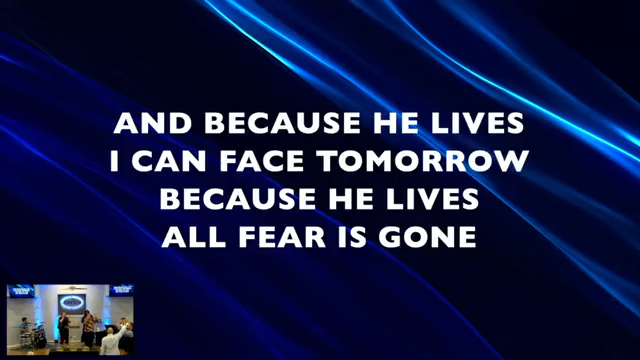 AND BECAUSE HE LIVES
I CAN FACE TOMORROW
BECAUSE HE LIVES
ALL FEAR IS GONE